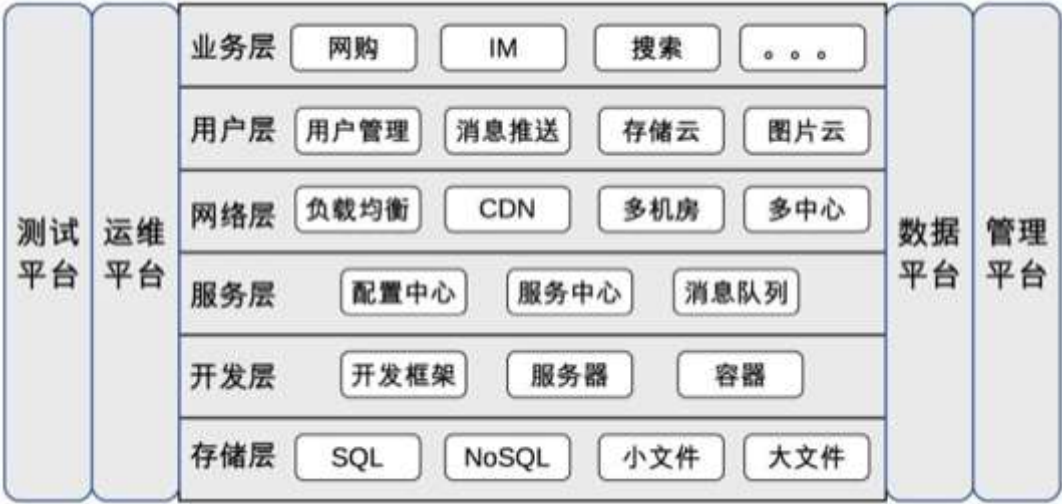 测试
平台
运维
平台
业务层 网购 IM 搜索 。。。
用户层 用户管理 消息推送 存储云 图片云
网络层 负载均衡 CDN 多机房 多中心
服务层 配置中心 服务中心 消息队列
开发层 开发框架 服务器 容器
存储层 SQL NoSQL 小文件 大文件
数据
平台
管理
平台